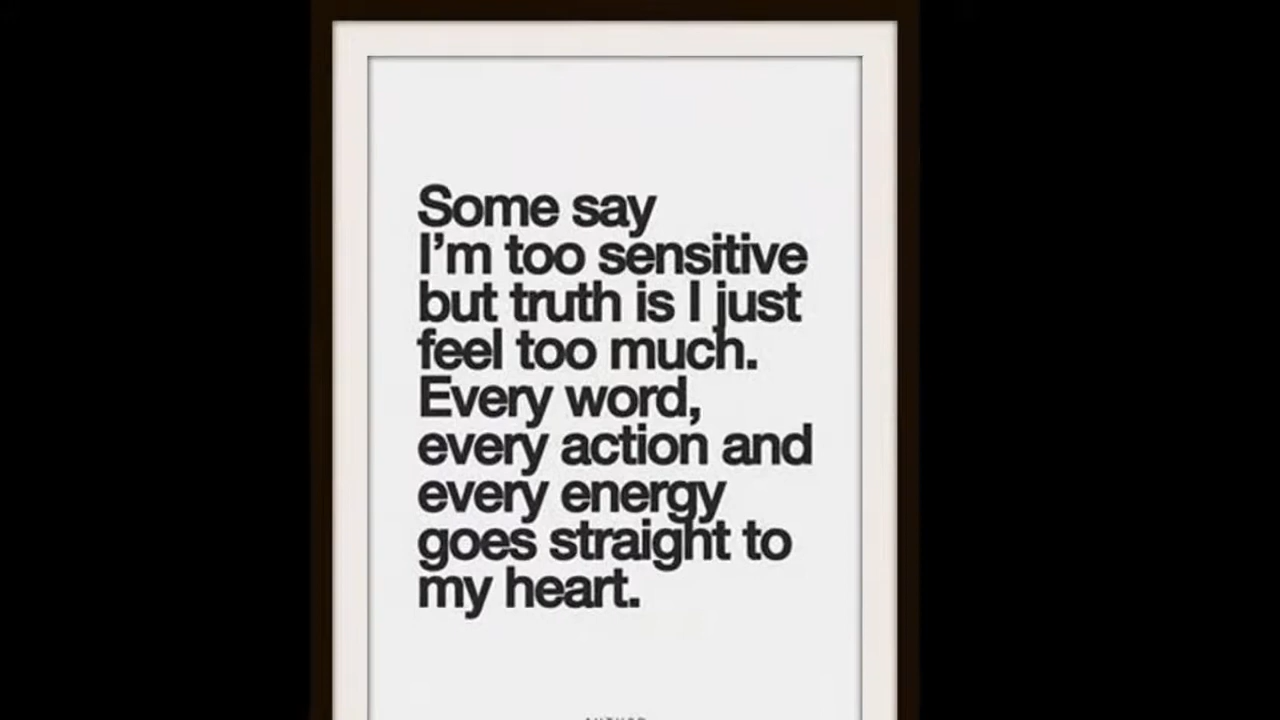 Some say
I'm too sensitive
but truth is I just
feel too much.
Every word,
every action and
every energy
goes straight to
my heart.